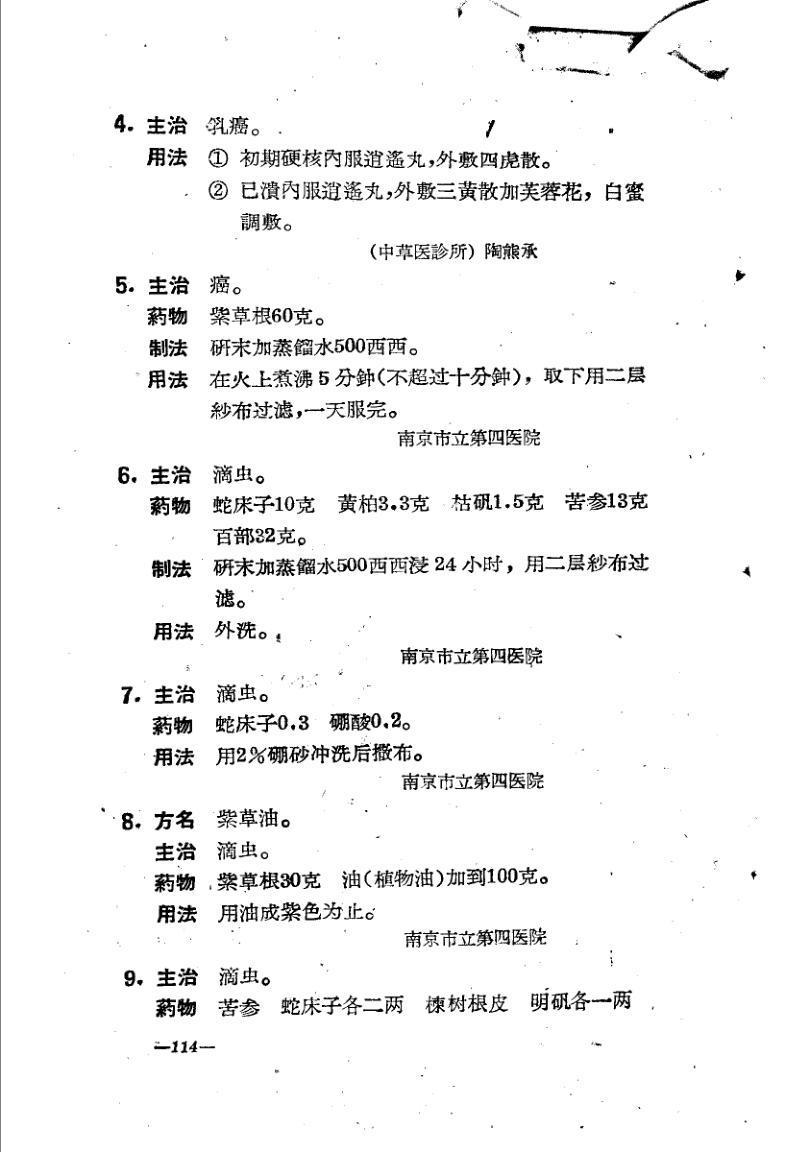 4. 主治 乳癌。
用法 ① 初期硬核內服逍遙丸,外敷四虎散。
② 已潰內服逍遙丸,外敷三黃散加芙蓉花，白蜜
調敷。
(中草医診所) 陶熊承
5. 主治 癌。
葯物 紫草根60克。
制法 研末加蒸餾水500西西。
用法 在火上煮沸5分鈡(不超过十分鈡)，取下用二层
紗布过滤,一天服完。
南京市立第四医院
6. 主治 滴虫。
葯物 蛇床子10克 黃柏3.3克 枯矾1.5克 苦参13克
百部32克。
制法 研末加蒸餾水500西西浸24小时，用二层紗布过
滤。
用法 外洗。
南京市立第四医院
7. 主治 滴虫。
葯物 蛇床子0.3 硼酸0.2。
用法 用2%硼砂冲洗后撒布。
南京市立第四医院
8. 方名 紫草油。
主治 滴虫。
葯物 紫草根30克 油(植物油)加到100克。
用法 用油成紫色为止。
南京市立第四医院
9. 主治 滴虫。
葯物 苦参 蛇床子各二两 楝树根皮 明矾各一两
—114—